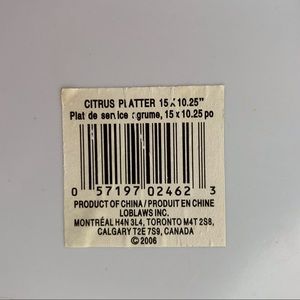 CITRUS PLATTER 15 x 10.25"
Plat de service agrume, 15 x 10.25 po
0 57197 02462 3
PRODUCT OF CHINA / PRODUIT EN CHINE
LOBLAWS INC.
MONTRÉAL H4N 3L4, TORONTO M4T 2S8,
CALGARY T2E 7S9, CANADA
© 2006